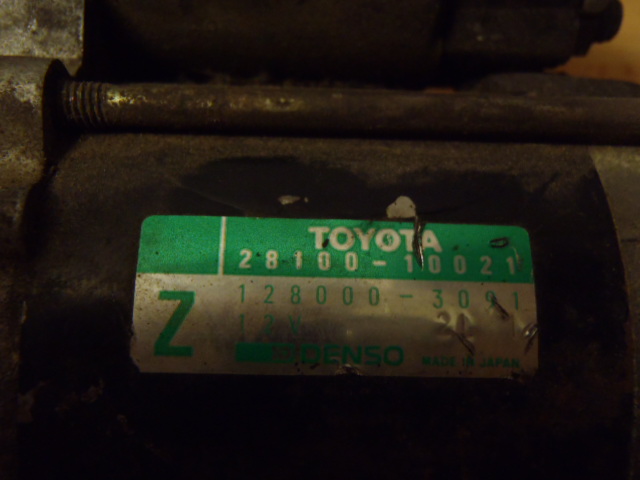 TOYOTA
28100-10021
Z
128000-3091
12V
DENSO
MADE IN JAPAN